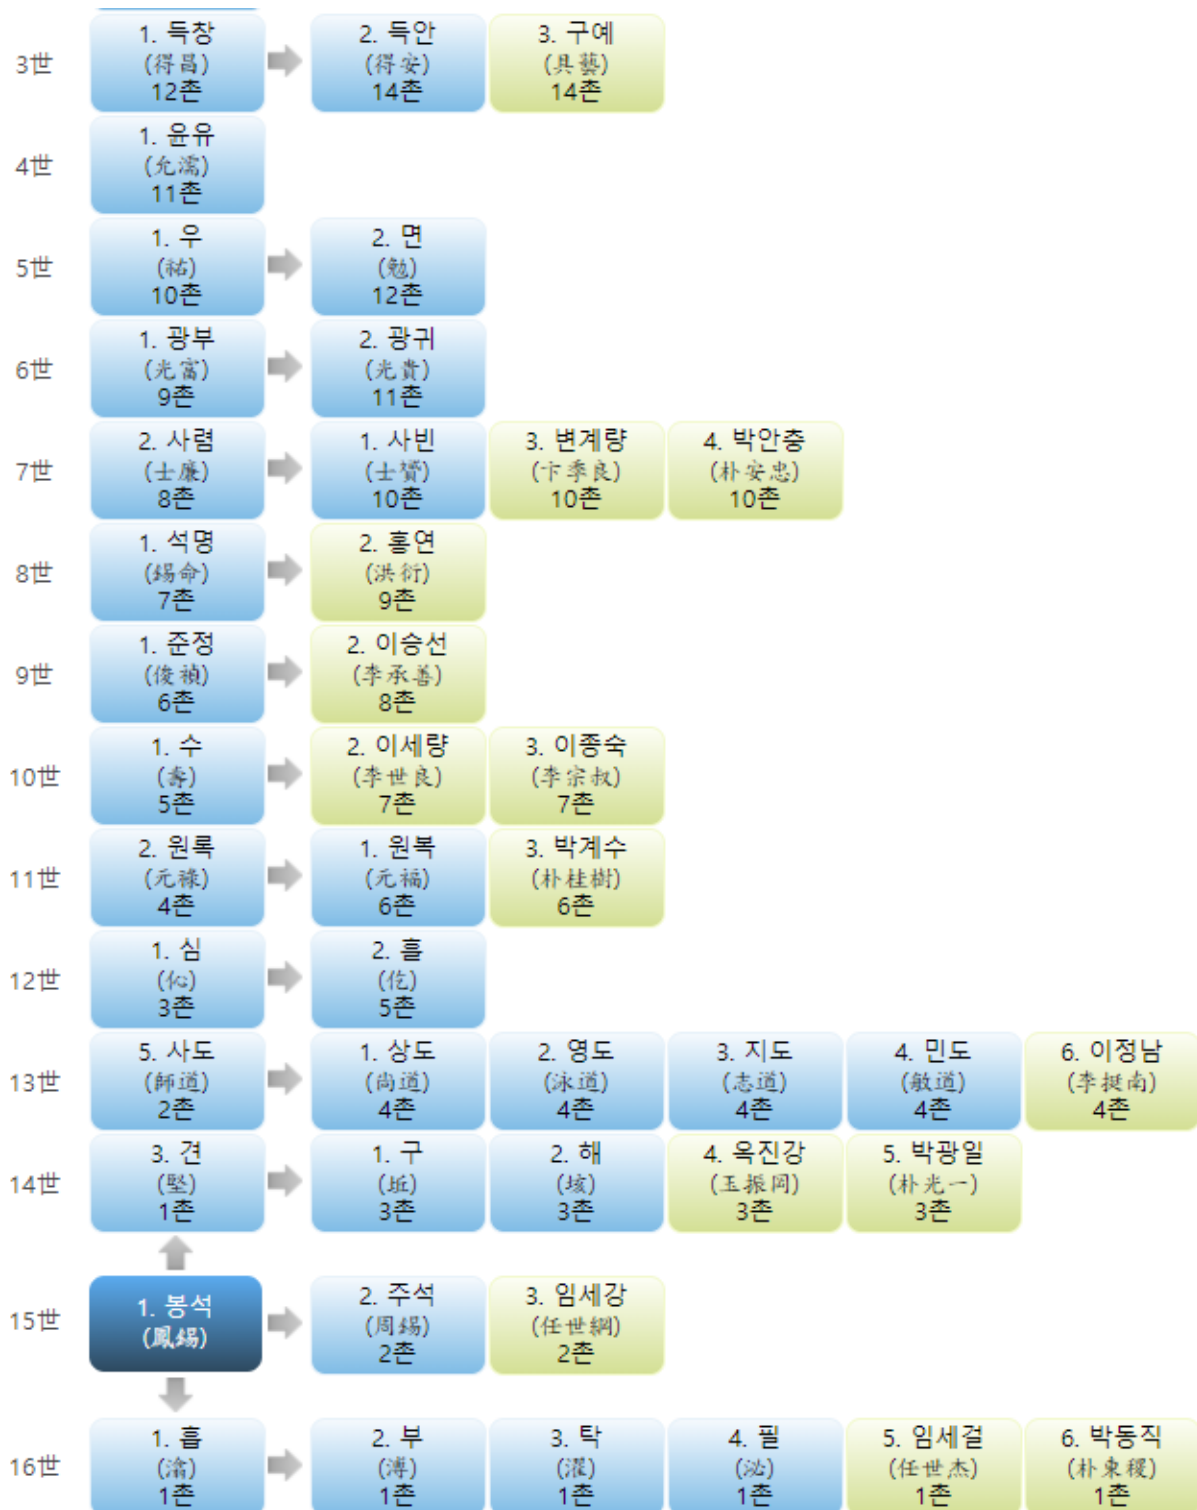 3世
1. 득창
(得昌)
12촌
2. 득안
(得安)
14촌
3. 구예
(具藝)
14촌
4世
1. 윤유
(允濡)
11촌
5世
1. 우
(祐)
10촌
2. 면
(勉)
12촌
6世
1. 광부
(光富)
9촌
2. 광귀
(光貴)
11촌
7世
2. 사렴
(士廉)
8촌
1. 사빈
(士贇)
10촌
3. 변계량
(卞季良)
10촌
4. 박안충
(朴安忠)
10촌
8世
1. 석명
(錫命)
7촌
2. 홍연
(洪衍)
9촌
9世
1. 준정
(俊禎)
6촌
2. 이승선
(李承善)
8촌
10世
1. 수
(壽)
5촌
2. 이세량
(李世良)
7촌
3. 이종숙
(李宗叔)
7촌
11世
2. 원록
(元祿)
4촌
1. 원복
(元福)
6촌
3. 박계수
(朴桂樹)
6촌
12世
1. 심
(伈)
3촌
2. 흘
(仡)
5촌
13世
5. 사도
(師道)
2촌
1. 상도
(尙道)
4촌
2. 영도
(泳道)
4촌
3. 지도
(志道)
4촌
4. 민도
(敏道)
4촌
6. 이정남
(李挺南)
4촌
14世
3. 견
(堅)
1촌
1. 구
(坵)
3촌
2. 해
(垓)
3촌
4. 옥진강
(玉振岡)
3촌
5. 박광일
(朴光一)
3촌
15世
1. 봉석
(鳳錫)
2. 주석
(周錫)
2촌
3. 임세강
(任世綱)
2촌
16世
1. 흡
(潝)
1촌
2. 부
(溥)
1촌
3. 탁
(濯)
1촌
4. 필
(泌)
1촌
5. 임세걸
(任世杰)
1촌
6. 박동직
(朴東稷)
1촌